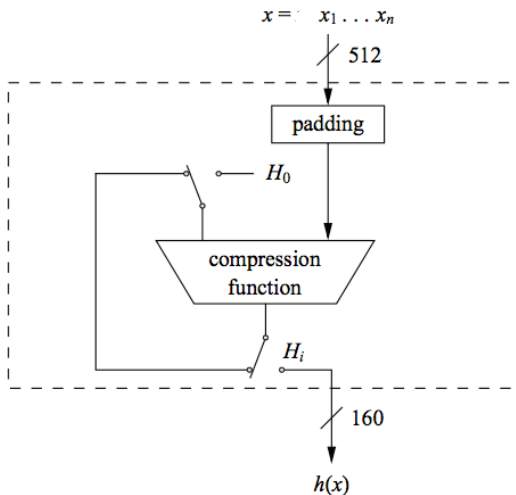 x = x₁ . . . xₙ
512
padding
H₀
compression
function
Hᵢ
160
h(x)